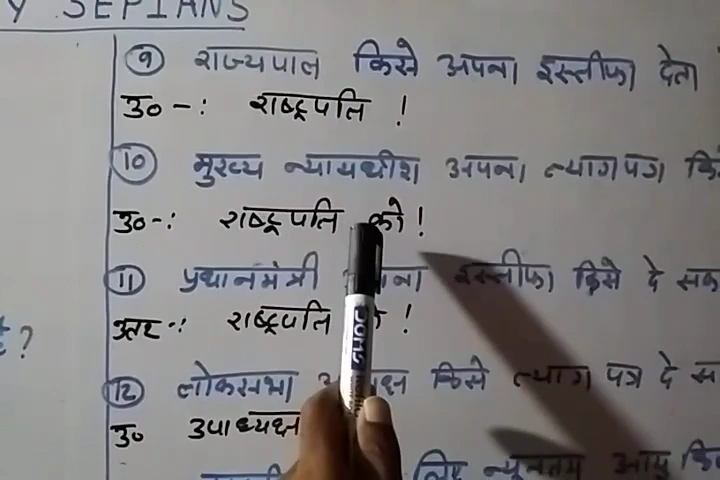 Y SEPIANS
⑨ राज्यपाल किसे अपना इस्तीफा देता
उ० -: राष्ट्रपति !
⑩ मुख्य न्यायधीश अपना त्यागपत्र
उ०-: राष्ट्रपति को !
⑪ प्रधानमंत्री इस्तीफा किसे दे
उत्तर -: राष्ट्रपति !
?
⑫ लोकसभा किसे त्याग पत्र दे
उ० उपाध्यक्ष
लिए न्यूनतम आयु
DOMS